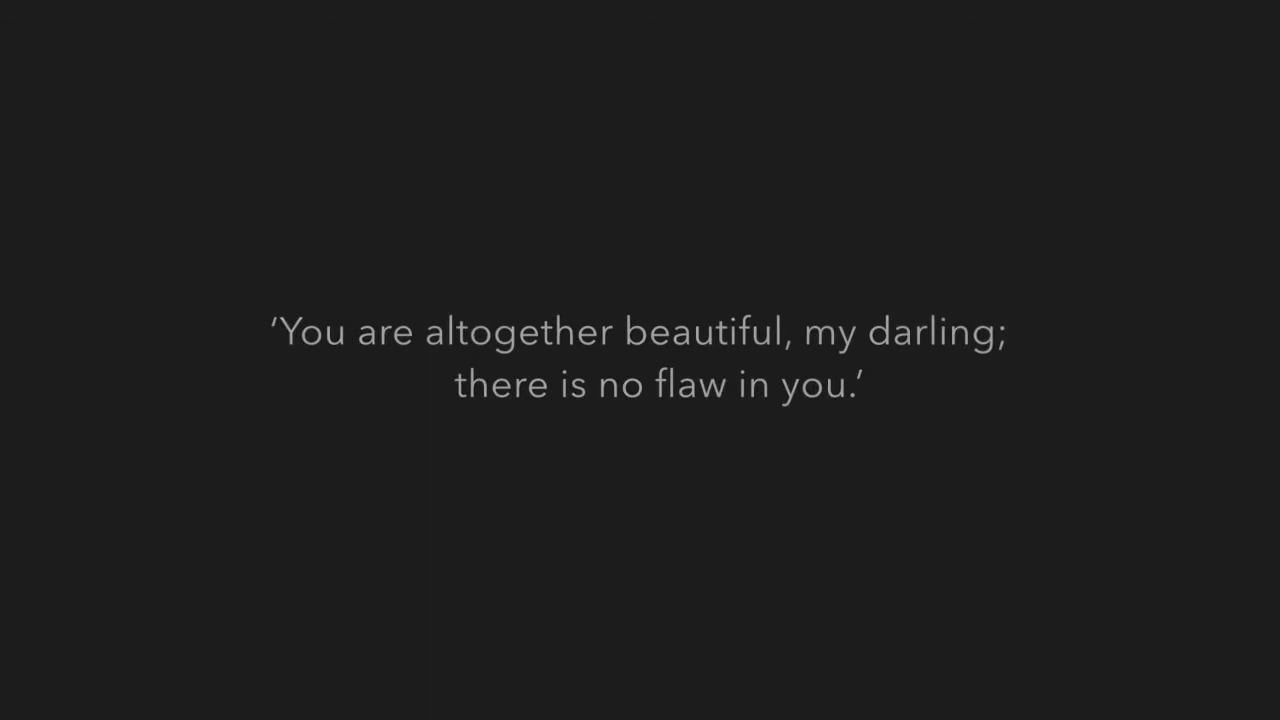 ‘You are altogether beautiful, my darling;
there is no flaw in you.’